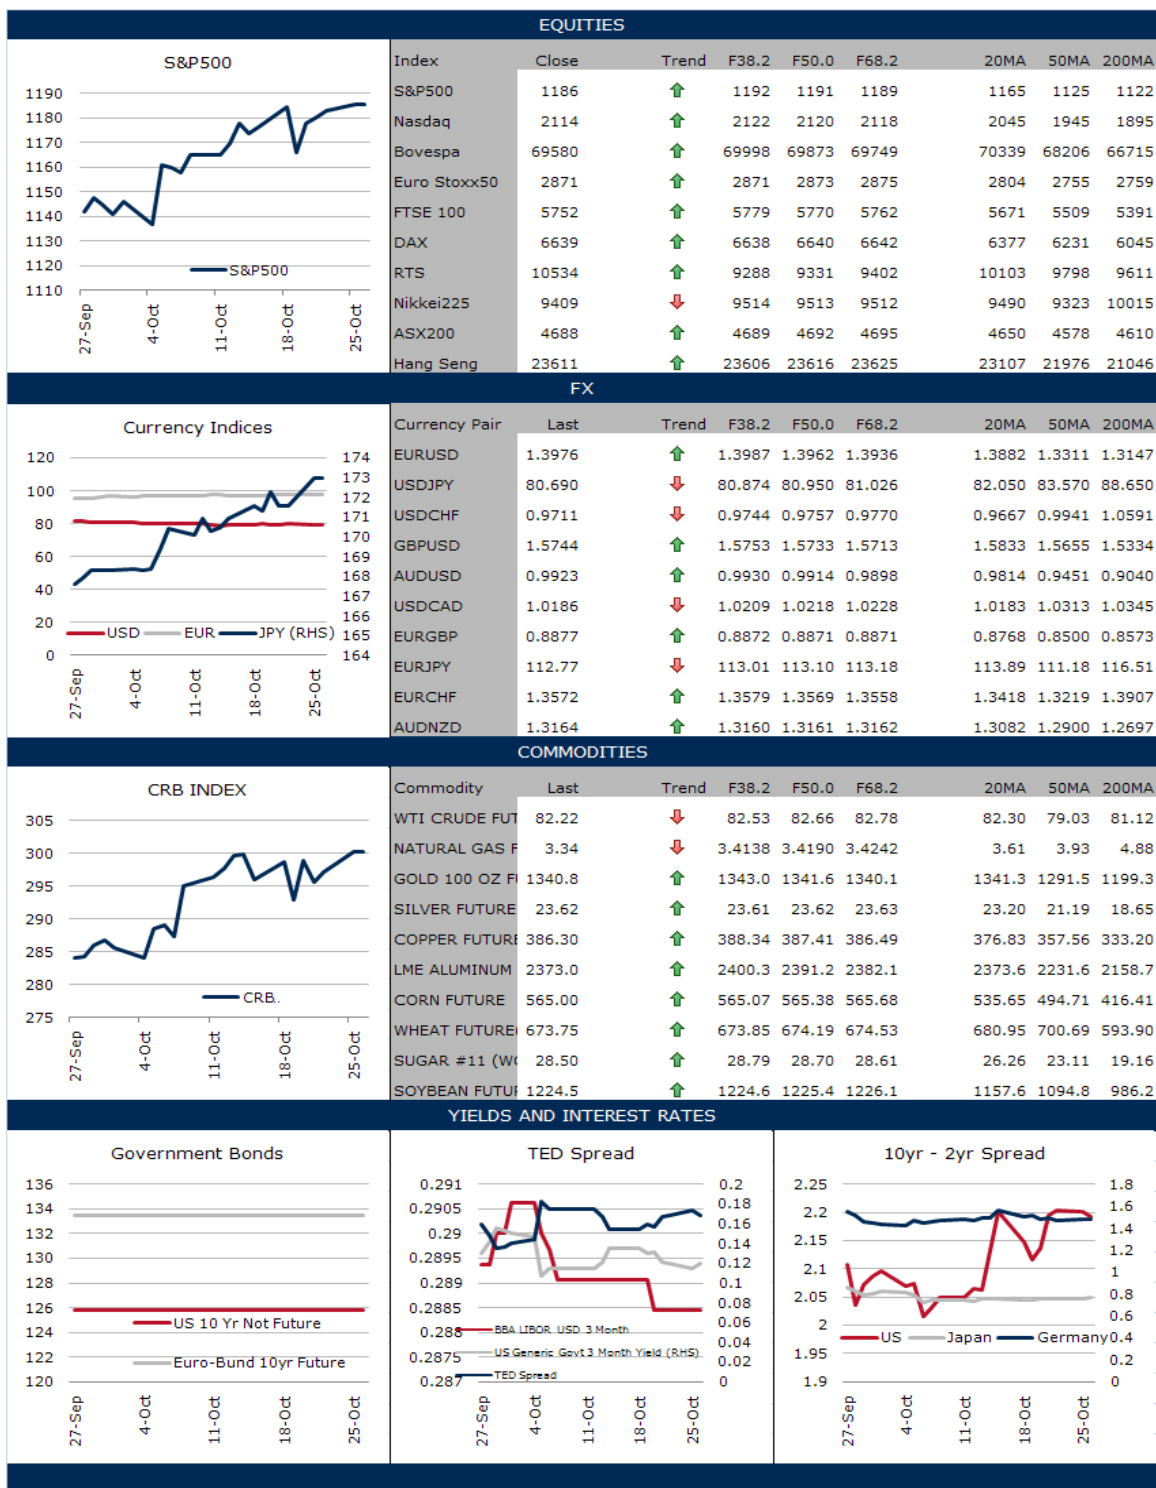 EQUITIES
S&P500
1190
1180
1170
1160
1150
1140
1130
1120
1110
S&P500
27-Sep
4-Oct
11-Oct
18-Oct
25-Oct
Index Close Trend F38.2 F50.0 F68.2 20MA 50MA 200MA
S&P500 1186 1192 1191 1189 1165 1125 1122
Nasdaq 2114 2122 2120 2118 2045 1945 1895
Bovespa 69580 69998 69873 69749 70339 68206 66715
Euro Stoxx50 2871 2871 2873 2875 2804 2755 2759
FTSE 100 5752 5779 5770 5762 5671 5509 5391
DAX 6639 6638 6640 6642 6377 6231 6045
RTS 10534 9288 9331 9402 10103 9798 9611
Nikkei225 9409 9514 9513 9512 9490 9323 10015
ASX200 4688 4689 4692 4695 4650 4578 4610
Hang Seng 23611 23606 23616 23625 23107 21976 21046
FX
Currency Indices
120
100
80
60
40
20
0
174
173
172
171
170
169
168
167
166
165
164
USD EUR JPY (RHS)
27-Sep
4-Oct
11-Oct
18-Oct
25-Oct
Currency Pair Last Trend F38.2 F50.0 F68.2 20MA 50MA 200MA
EURUSD 1.3976 1.3987 1.3962 1.3936 1.3882 1.3311 1.3147
USDJPY 80.690 80.874 80.950 81.026 82.050 83.570 88.650
USDCHF 0.9711 0.9744 0.9757 0.9770 0.9667 0.9941 1.0591
GBPUSD 1.5744 1.5753 1.5733 1.5713 1.5833 1.5655 1.5334
AUDUSD 0.9923 0.9930 0.9914 0.9898 0.9814 0.9451 0.9040
USDCAD 1.0186 1.0209 1.0218 1.0228 1.0183 1.0313 1.0345
EURGBP 0.8877 0.8872 0.8871 0.8871 0.8768 0.8500 0.8573
EURJPY 112.77 113.01 113.10 113.18 113.89 111.18 116.51
EURCHF 1.3572 1.3579 1.3569 1.3558 1.3418 1.3219 1.3907
AUDNZD 1.3164 1.3160 1.3161 1.3162 1.3082 1.2900 1.2697
COMMODITIES
CRB INDEX
305
300
295
290
285
280
275
CRB..
27-Sep
4-Oct
11-Oct
18-Oct
25-Oct
Commodity Last Trend F38.2 F50.0 F68.2 20MA 50MA 200MA
WTI CRUDE FUT 82.22 82.53 82.66 82.78 82.30 79.03 81.12
NATURAL GAS F 3.34 3.4138 3.4190 3.4242 3.61 3.93 4.88
GOLD 100 OZ F 1340.8 1343.0 1341.6 1340.1 1341.3 1291.5 1199.3
SILVER FUTURE 23.62 23.61 23.62 23.63 23.20 21.19 18.65
COPPER FUTURE 386.30 388.34 387.41 386.49 376.83 357.56 333.20
LME ALUMINUM 2373.0 2400.3 2391.2 2382.1 2373.6 2231.6 2158.7
CORN FUTURE 565.00 565.07 565.38 565.68 535.65 494.71 416.41
WHEAT FUTURE( 673.75 673.85 674.19 674.53 680.95 700.69 593.90
SUGAR #11 (WO 28.50 28.79 28.70 28.61 26.26 23.11 19.16
SOYBEAN FUTUR 1224.5 1224.6 1225.4 1226.1 1157.6 1094.8 986.2
YIELDS AND INTEREST RATES
Government Bonds
136
134
132
130
128
126
124
122
120
US 10 Yr Not Future
Euro-Bund 10yr Future
27-Sep
4-Oct
11-Oct
18-Oct
25-Oct
TED Spread
0.291
0.2905
0.29
0.2895
0.289
0.2885
0.288
0.2875
0.287
0.2
0.18
0.16
0.14
0.12
0.1
0.08
0.06
0.04
0.02
0
BBA LIBOR USD 3 Month
US Generic Govt 3 Month Yield (RHS)
TED Spread
27-Sep
4-Oct
11-Oct
18-Oct
25-Oct
10yr - 2yr Spread
2.25
2.2
2.15
2.1
2.05
2
1.95
1.9
1.8
1.6
1.4
1.2
1
0.8
0.6
0.4
0.2
0
US Japan Germany
27-Sep
4-Oct
11-Oct
18-Oct
25-Oct